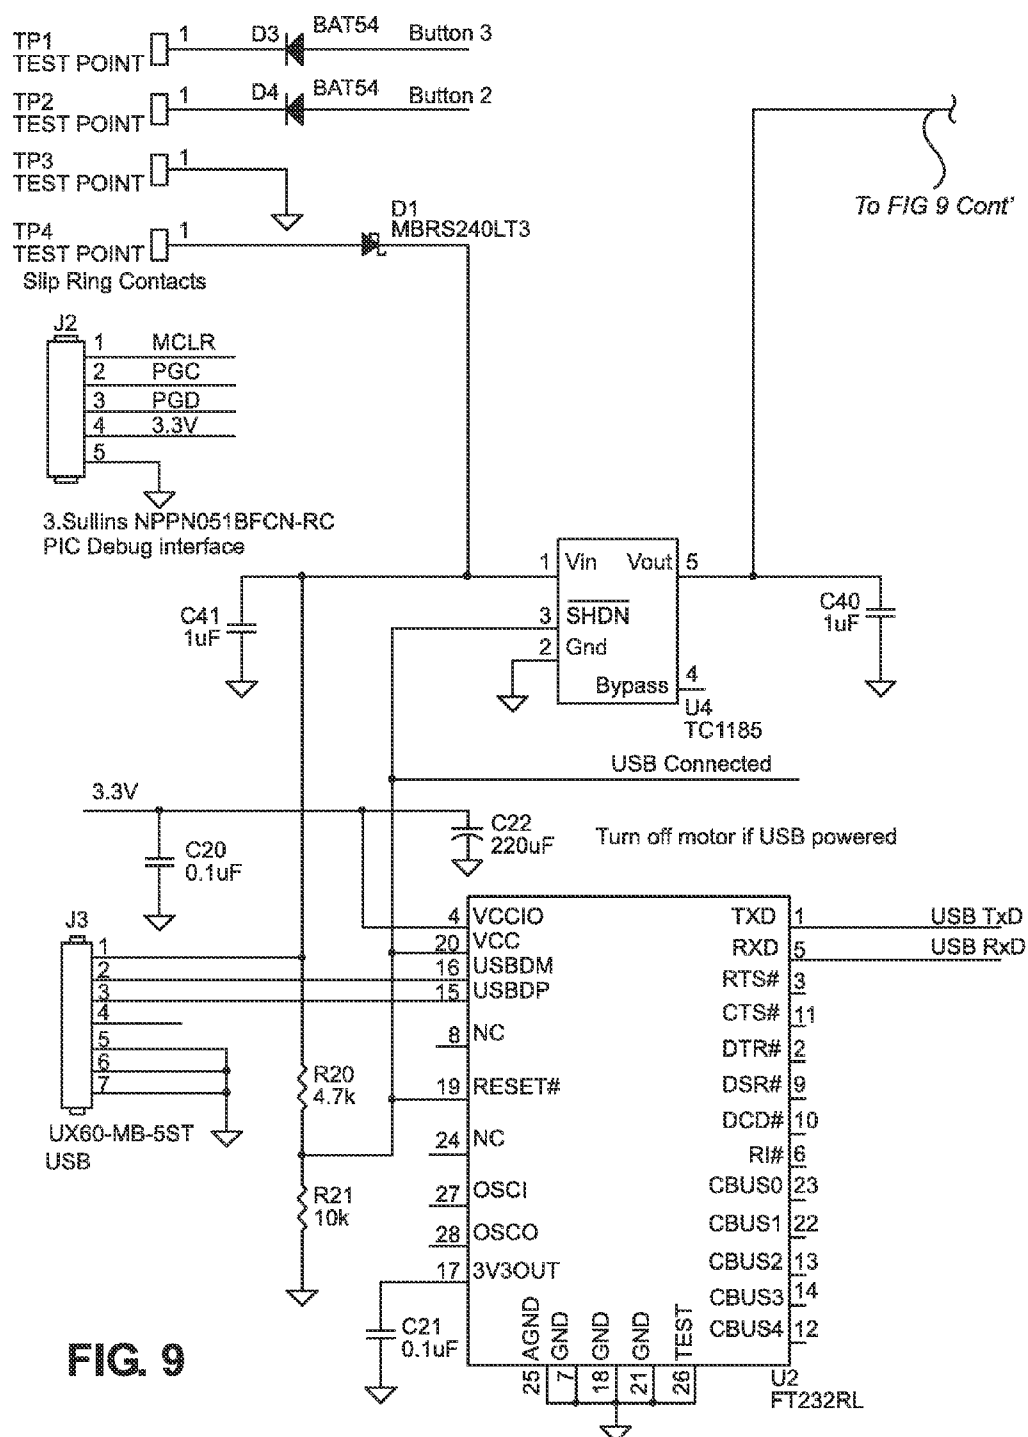 TP1
TEST POINT
1
D3
BAT54
Button 3
TP2
TEST POINT
1
D4
BAT54
Button 2
TP3
TEST POINT
1
To FIG 9 Cont'
TP4
TEST POINT
1
D1
MBRS240LT3
Slip Ring Contacts
J2
1 MCLR
2 PGC
3 PGD
4 3.3V
5
3.Sullins NPPN051BFCN-RC
PIC Debug interface
C41
1uF
1 Vin
Vout 5
3 SHDN
2 Gnd
Bypass 4
U4
TC1185
C40
1uF
USB Connected
3.3V
C20
0.1uF
C22
220uF
Turn off motor if USB powered
J3
1
2
3
4
5
6
7
UX60-MB-5ST
USB
R20
4.7k
R21
10k
4 VCCIO
20 VCC
16 USBDM
15 USBDP
8 NC
19 RESET#
24 NC
27 OSCI
28 OSCO
17 3V3OUT
C21
0.1uF
TXD 1 USB TxD
RXD 5 USB RxD
RTS# 3
CTS# 11
DTR# 2
DSR# 9
DCD# 10
RI# 6
CBUS0 23
CBUS1 22
CBUS2 13
CBUS3 14
CBUS4 12
AGND 25
GND 7
GND 18
GND 21
TEST 26
U2
FT232RL
FIG. 9